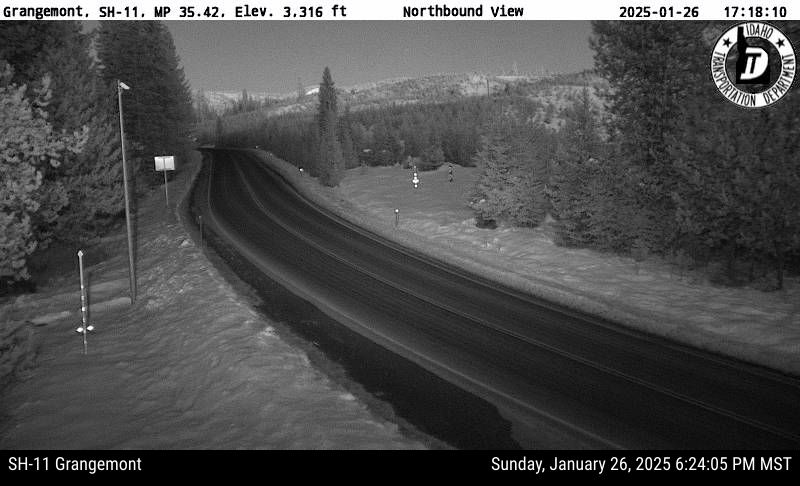 Grangemont, SH-11, MP 35.42, Elev. 3,316 ft Northbound View 2025-01-26 17:18:10
IDAHO
TRANSPORTATION DEPARTMENT
SH-11 Grangemont Sunday, January 26, 2025 6:24:05 PM MST